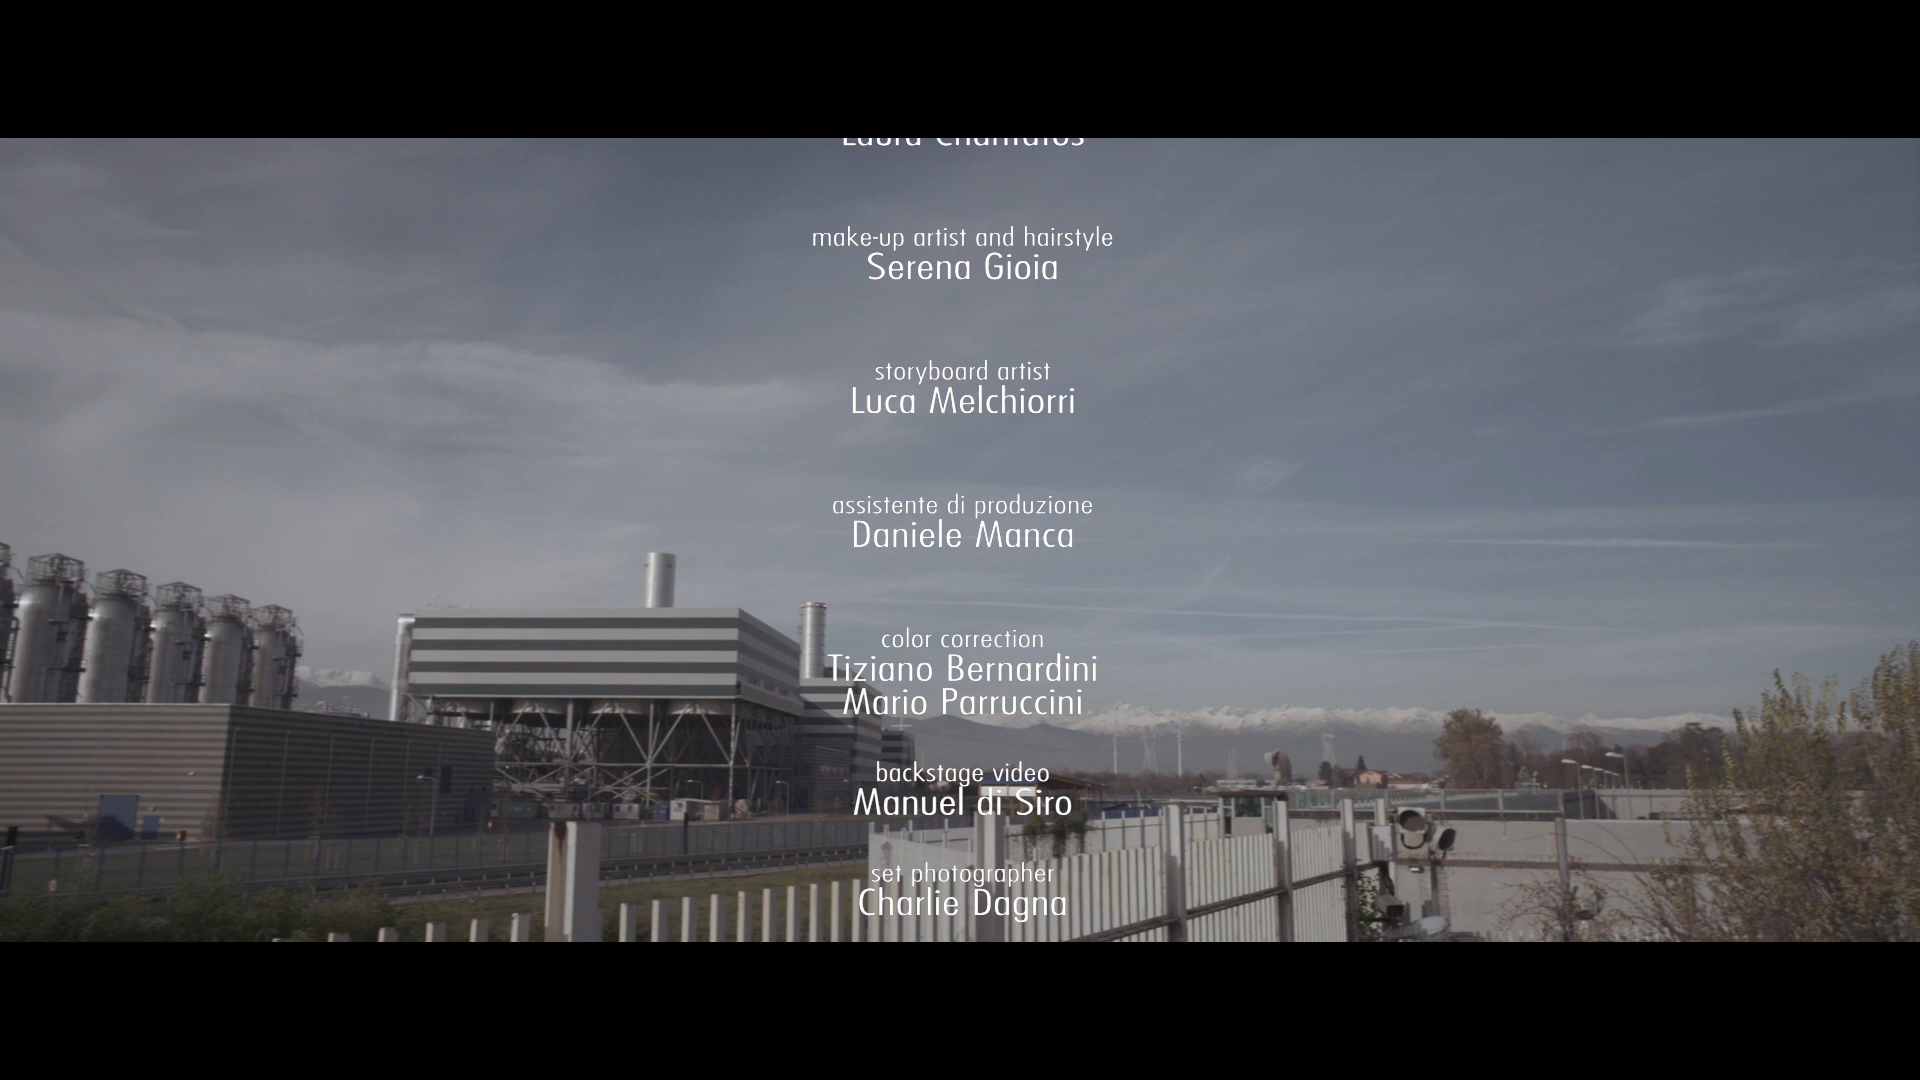 Laura
make-up artist and hairstyle
Serena Gioia
storyboard artist
Luca Melchiorri
assistente di produzione
Daniele Manca
color correction
Tiziano Bernardini
Mario Parruccini
backstage video
Manuel di Siro
set photographer
Charlie Dagna